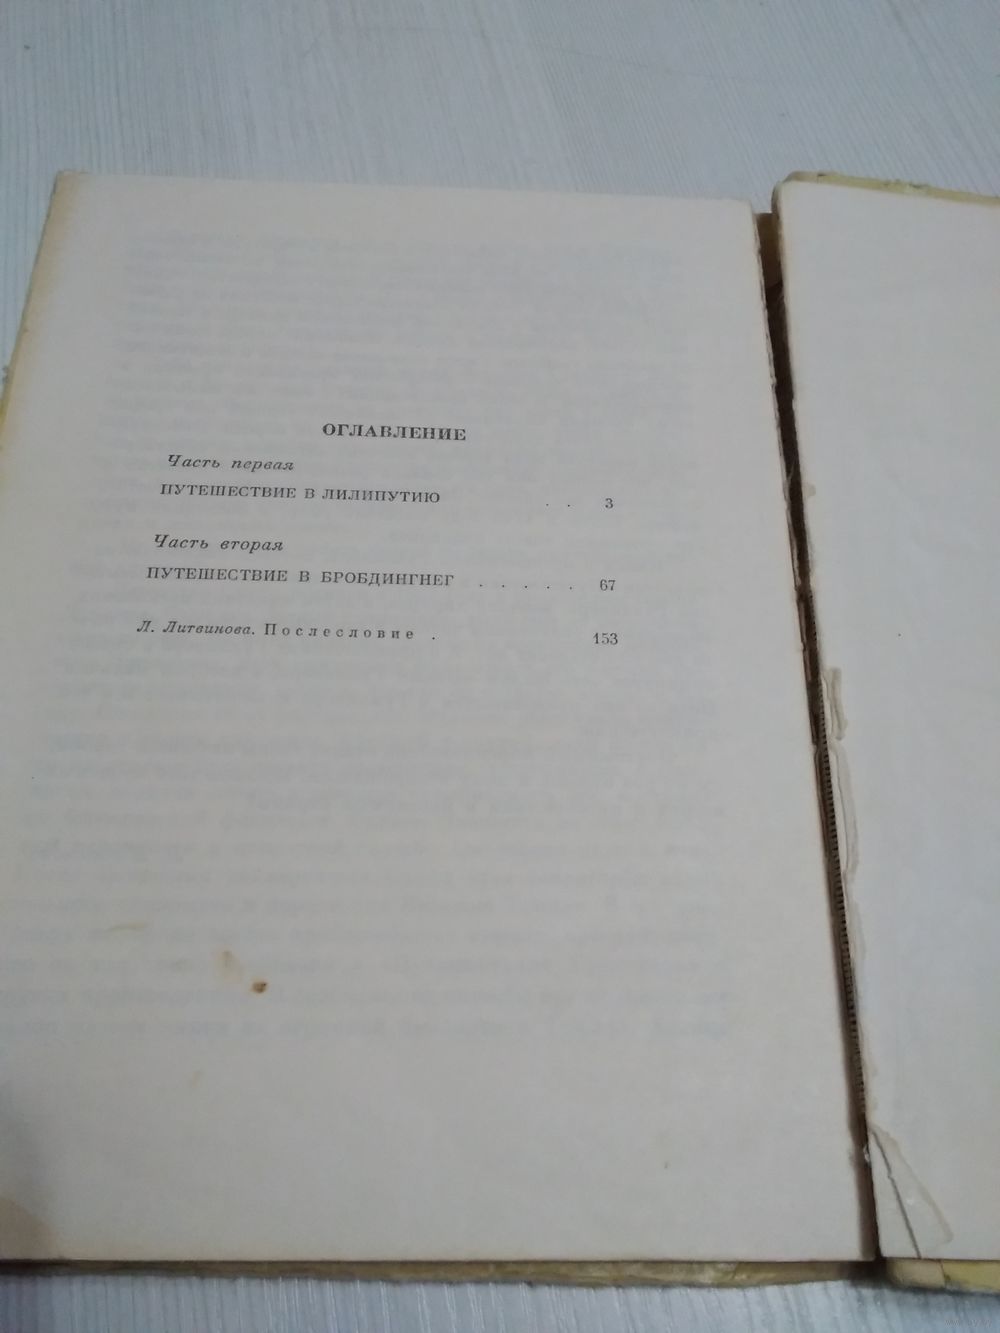 ОГЛАВЛЕНИЕ
Часть первая
ПУТЕШЕСТВИЕ В ЛИЛИПУТИЮ . . 3
Часть вторая
ПУТЕШЕСТВИЕ В БРОБДИНГНЕГ . . . . . 67
Л. Литвинова. Послесловие . 153